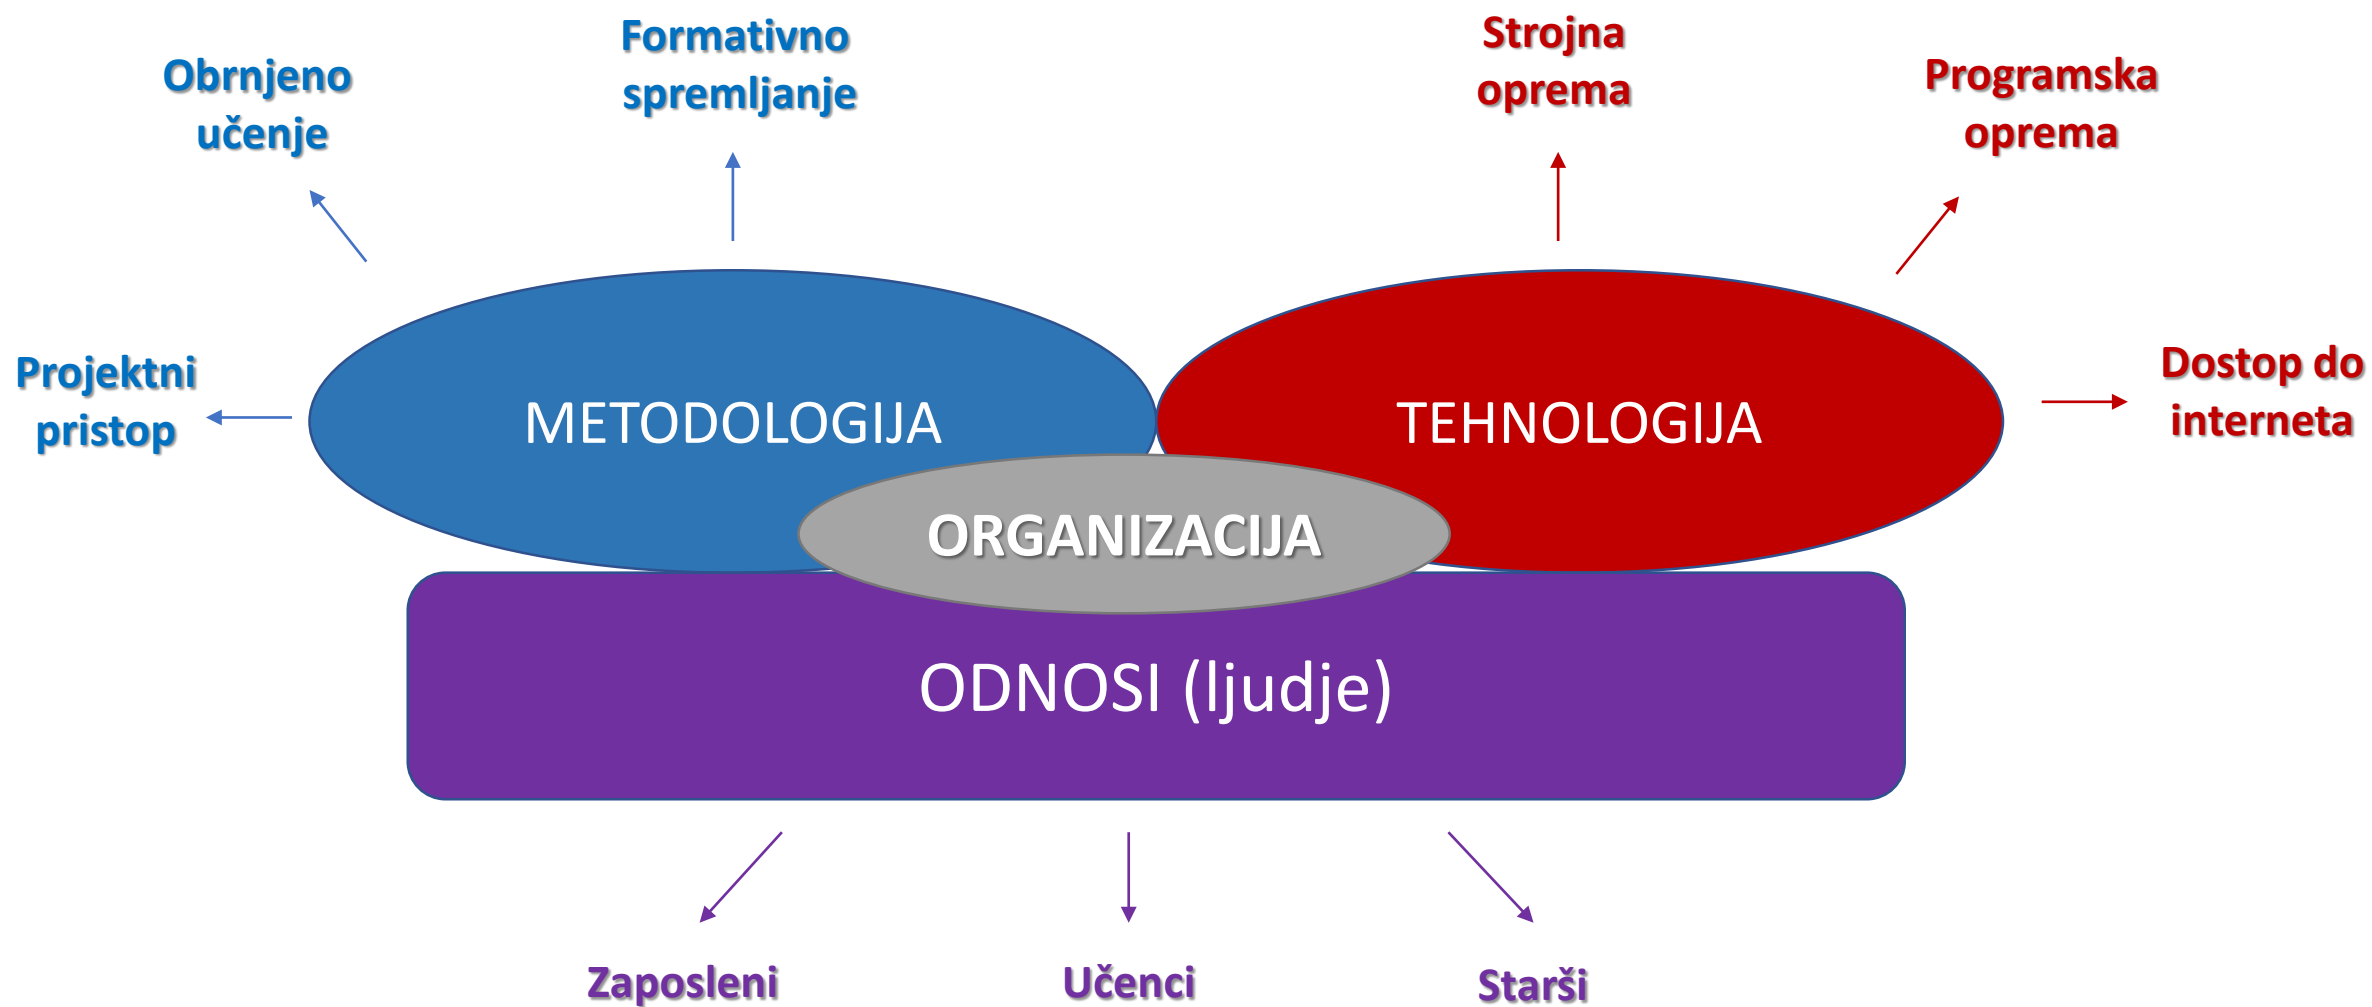 Obrnjeno
učenje
Formativno
spremljanje
Strojna
oprema
Programska
oprema
Projektni
pristop
METODOLOGIJA
TEHNOLOGIJA
Dostop do
interneta
ORGANIZACIJA
ODNOSI (ljudje)
Zaposleni
Učenci
Starši